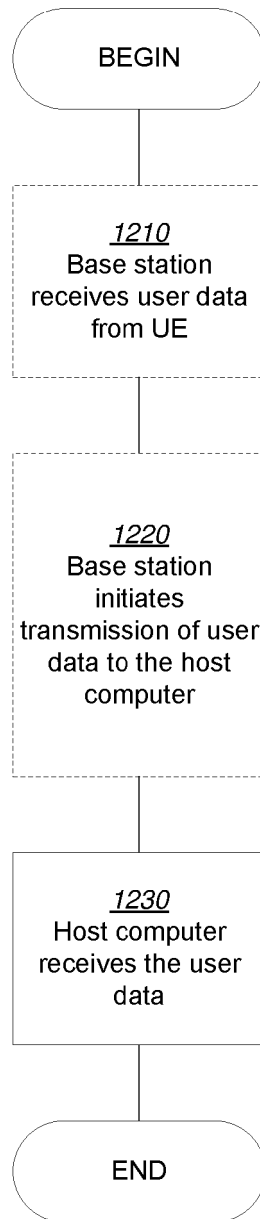 BEGIN
1210
Base station
receives user data
from UE
1220
Base station
initiates
transmission of user
data to the host
computer
1230
Host computer
receives the user
data
END